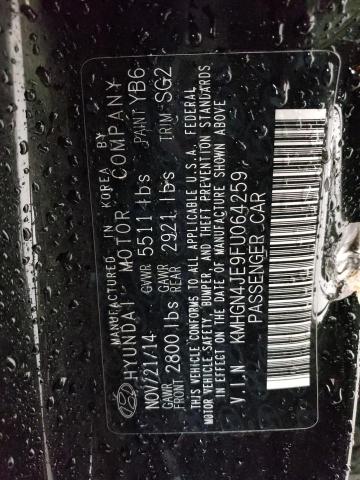 MANUFACTURED IN KOREA BY
HYUNDAI MOTOR COMPANY
NOV/21/14 GVWR 5511 lbs PAINT YB6
GAWR FRONT 2800 lbs GAWR REAR 2921 lbs TRIM SG2
THIS VEHICLE CONFORMS TO ALL APPLICABLE U.S.A. FEDERAL
MOTOR VEHICLE SAFETY, BUMPER, AND THEFT PREVENTION STANDARDS
IN EFFECT ON THE DATE OF MANUFACTURE SHOWN ABOVE
V.I.N KMHGN4JE9FU064259
PASSENGER CAR